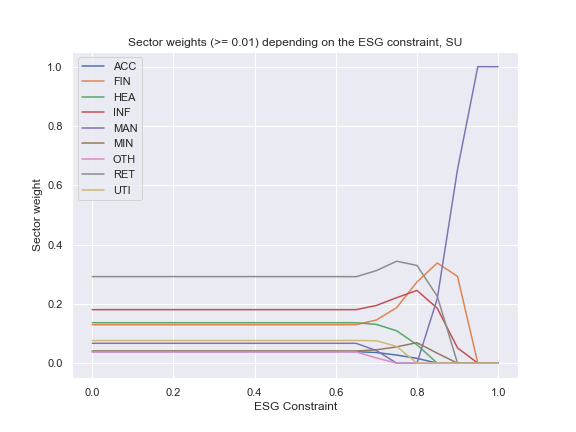 Sector weights (>= 0.01) depending on the ESG constraint, SU
1.0
0.8
0.6
0.4
0.2
0.0
Sector weight
ACC
FIN
HEA
INF
MAN
MIN
OTH
RET
UTI
0.0 0.2 0.4 0.6 0.8 1.0
ESG Constraint